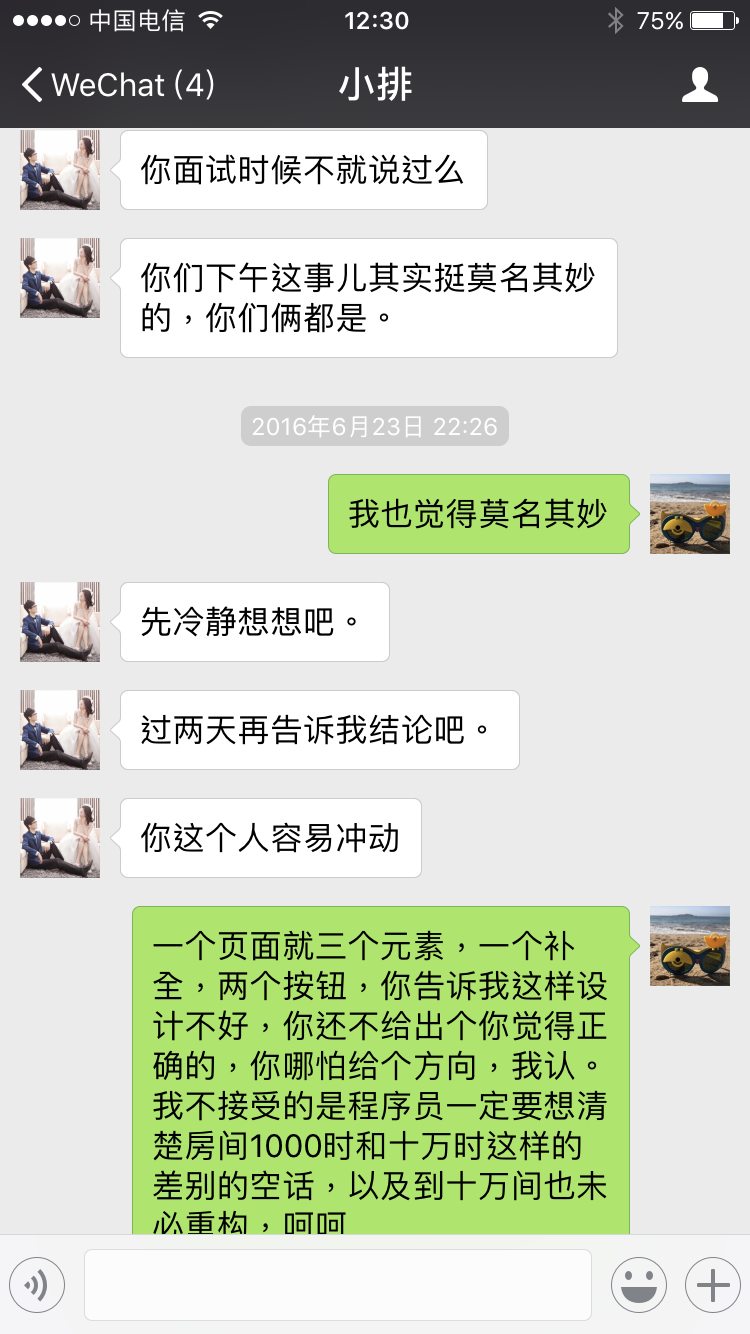 中国电信 12:30 75%
WeChat (4) 小排
你面试时候不就说过么
你们下午这事儿其实挺莫名其妙
的，你们俩都是。
2016年6月23日 22:26
我也觉得莫名其妙
先冷静想想吧。
过两天再告诉我结论吧。
你这个人容易冲动
一个页面就三个元素，一个补
全，两个按钮，你告诉我这样设
计不好，你还不给出个你觉得正
确的，你哪怕给个方向，我认。
我不接受的是程序员一定要想清
楚房间1000时和十万时这样的
差别的空话，以及到十万间也未
必重构，呵呵